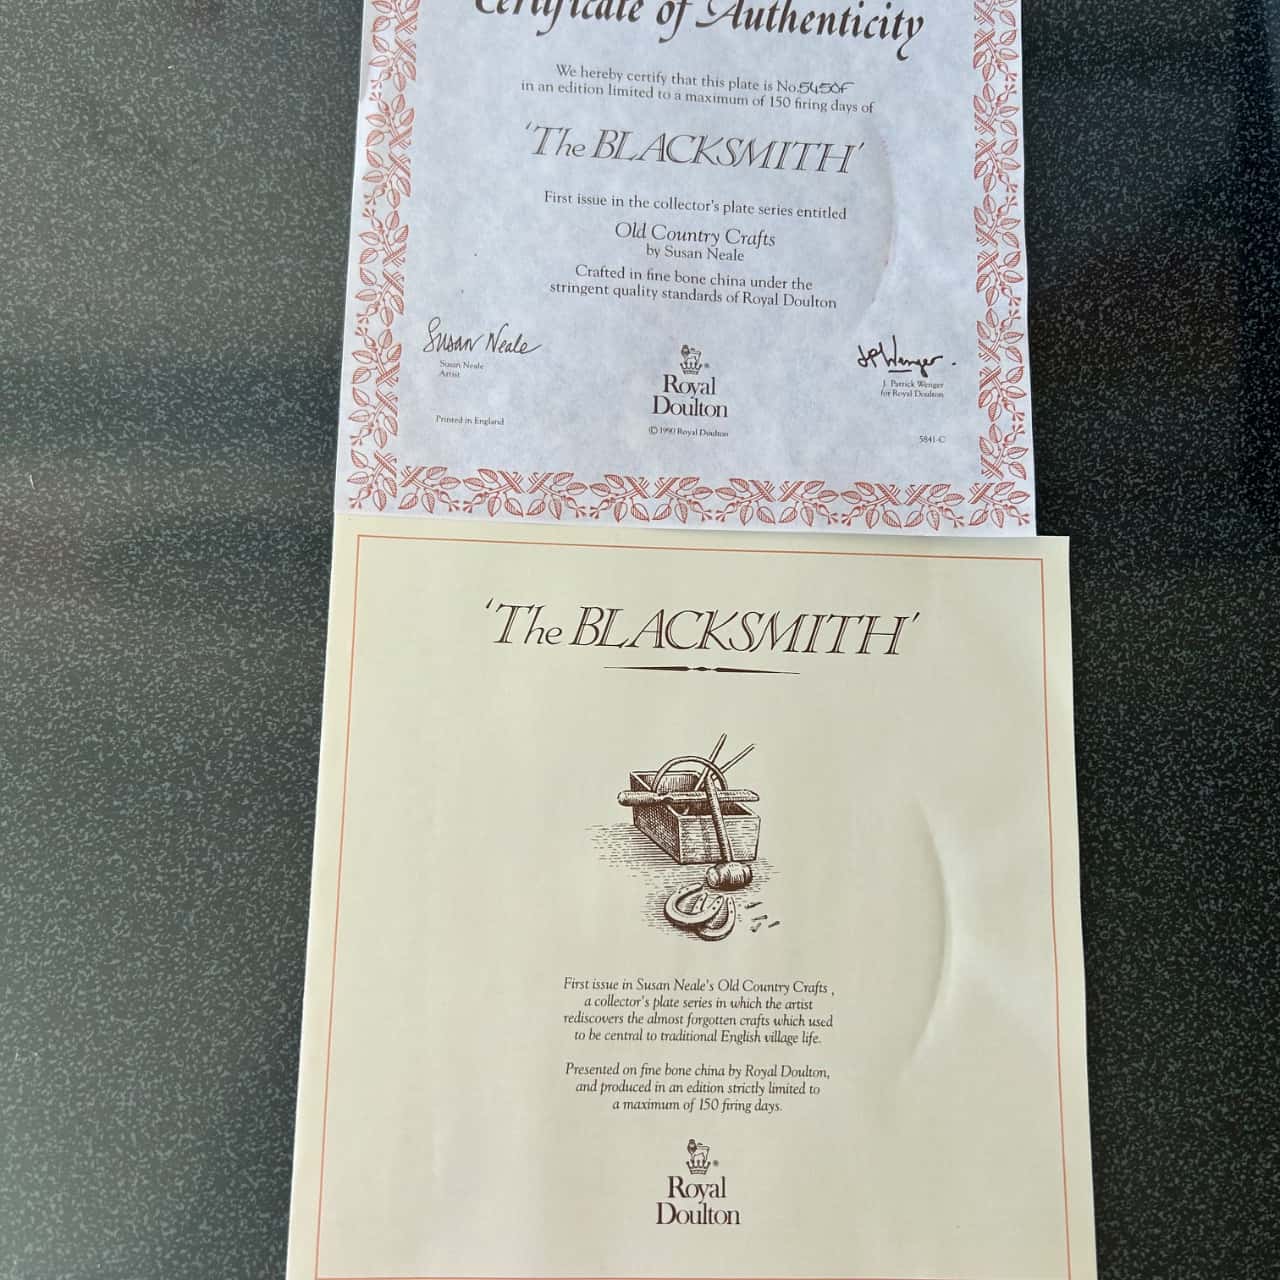 Certificate of Authenticity
We hereby certify that this plate is No.5450F
in an edition limited to a maximum of 150 firing days of
'The BLACKSMITH'
First issue in the collector's plate series entitled
Old Country Crafts
by Susan Neale
Crafted in fine bone china under the
stringent quality standards of Royal Doulton
Susan Neale
Susan Neale
Artist
JPWenger.
J. Patrick Wenger
for Royal Doulton
Royal
Doulton
Printed in England
© 1990 Royal Doulton
5841-C
'The BLACKSMITH'
First issue in Susan Neale's Old Country Crafts ,
a collector's plate series in which the artist
rediscovers the almost forgotten crafts which used
to be central to traditional English village life.
Presented on fine bone china by Royal Doulton,
and produced in an edition strictly limited to
a maximum of 150 firing days.
®
Royal
Doulton